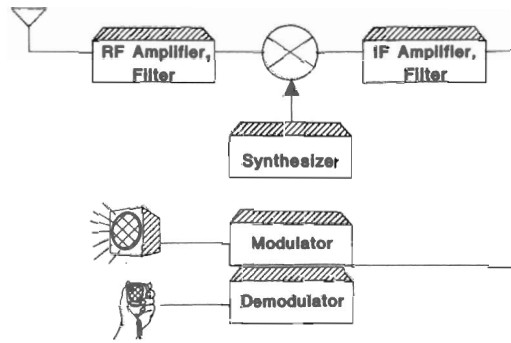 RF Amplifier,
Filter
IF Amplifier,
Filter
Synthesizer
Modulator
Demodulator